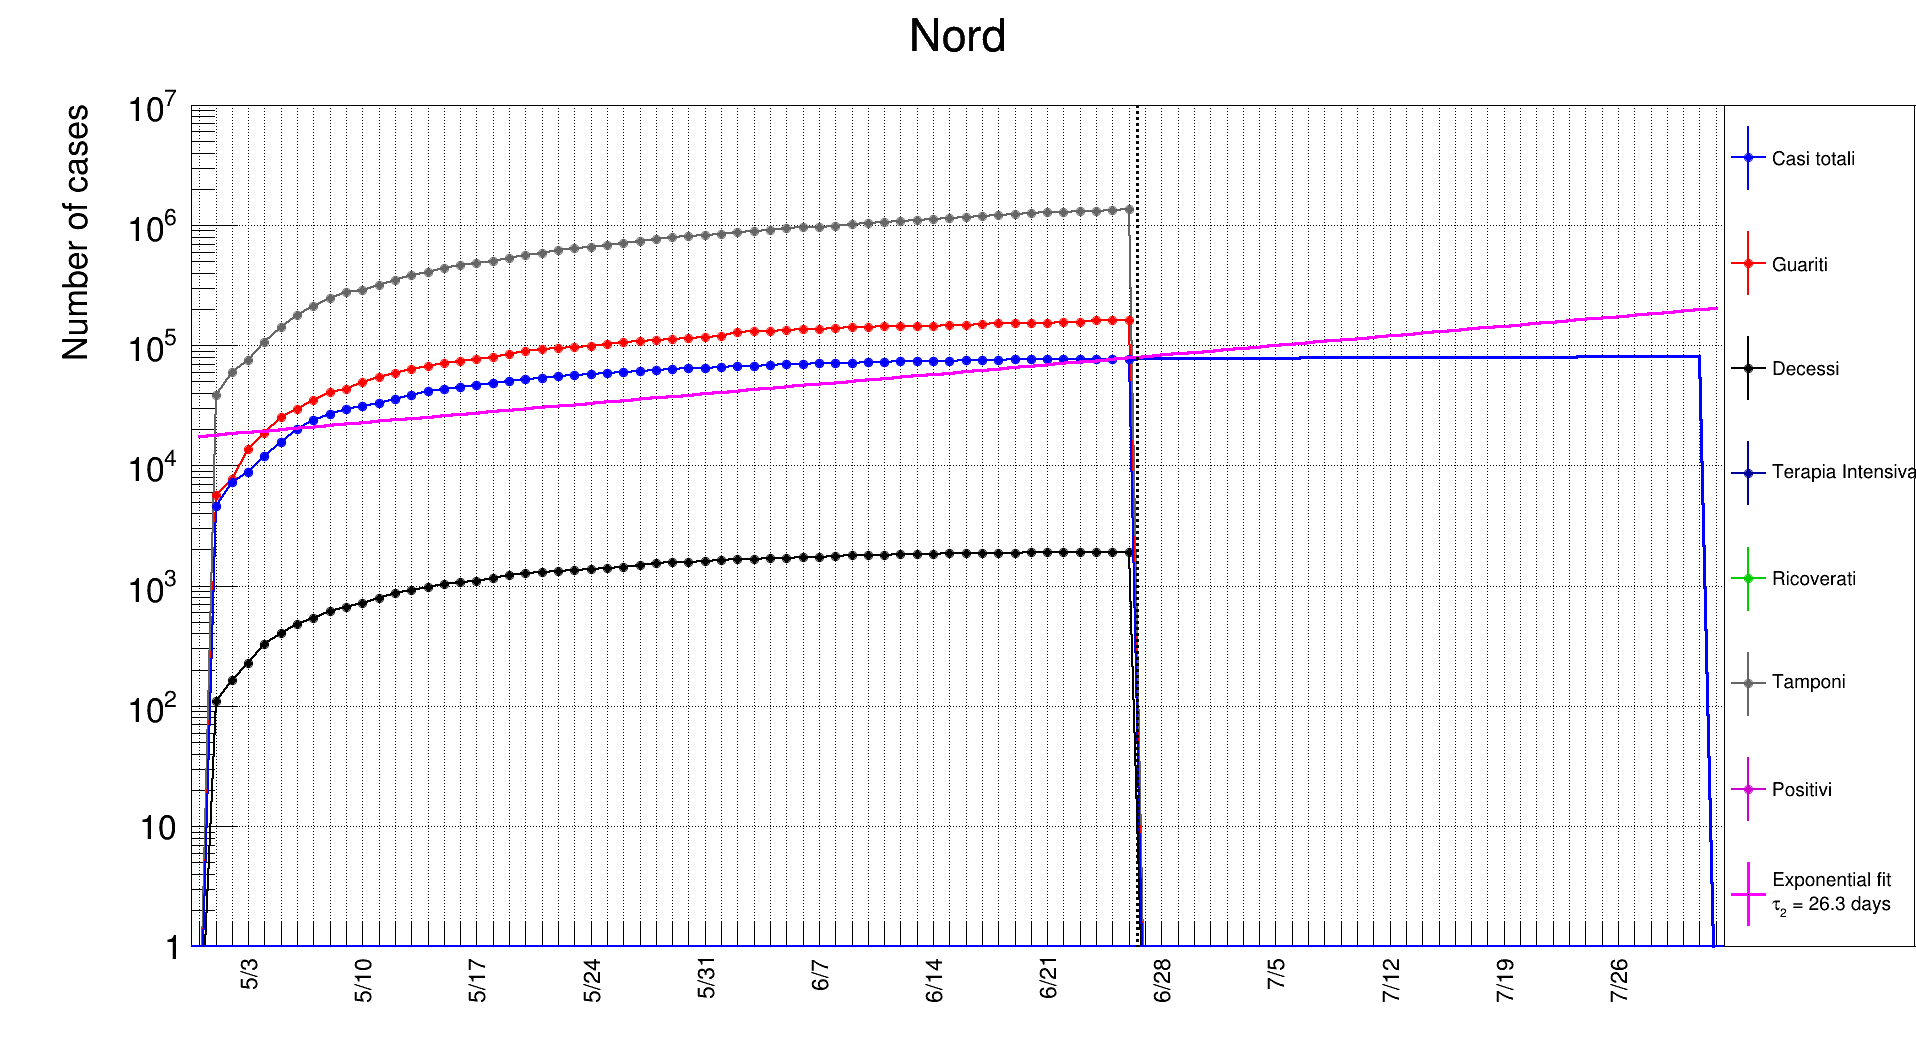 Nord
Number of cases
10^7
10^6
10^5
10^4
10^3
10^2
10
1
5/3
5/10
5/17
5/24
5/31
6/7
6/14
6/21
6/28
7/5
7/12
7/19
7/26
Casi totali
Guariti
Decessi
Terapia Intensiva
Ricoverati
Tamponi
Positivi
Exponential fit
τ_2 = 26.3 days